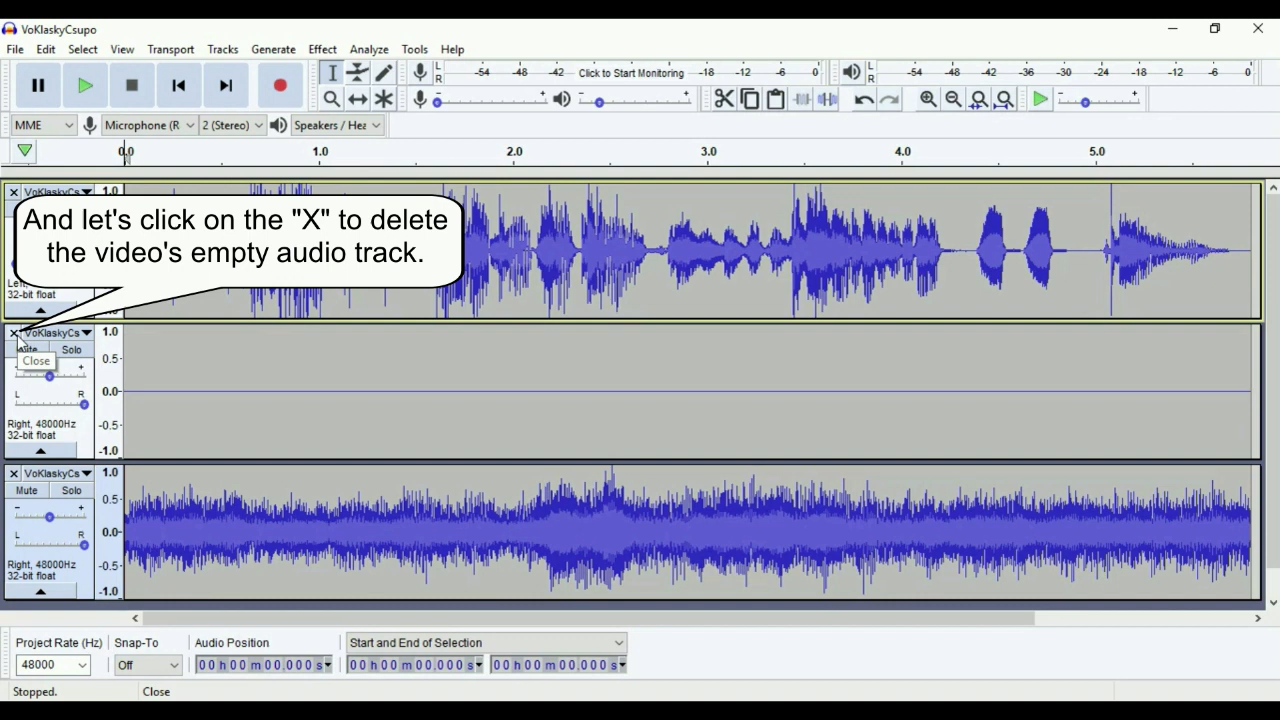 VoKlaskyCsupo
File Edit Select View Transport Tracks Generate Effect Analyze Tools Help
L R -54 -48 -42 Click to Start Monitoring -18 -12 -6 0 L R -54 -48 -42 -36 -30 -24 -18 -12 -6 0
- + - + - +
MME Microphone (R 2 (Stereo) Speakers / Hea
0.0 1.0 2.0 3.0 4.0 5.0
X VoKlaskyCs 1.0
And let's click on the "X" to delete
the video's empty audio track.
32-bit float
X VoKlaskyCs 1.0
Solo 0.5
Close
+
0.0
L R
Right, 48000Hz -0.5
32-bit float
-1.0
X VoKlaskyCs 1.0
Mute Solo 0.5
- +
L R 0.0
Right, 48000Hz -0.5
32-bit float
-1.0
Project Rate (Hz) Snap-To Audio Position Start and End of Selection
48000 Off 00 h 00 m 00.000 s 00 h 00 m 00.000 s 00 h 00 m 00.000 s
Stopped. Close